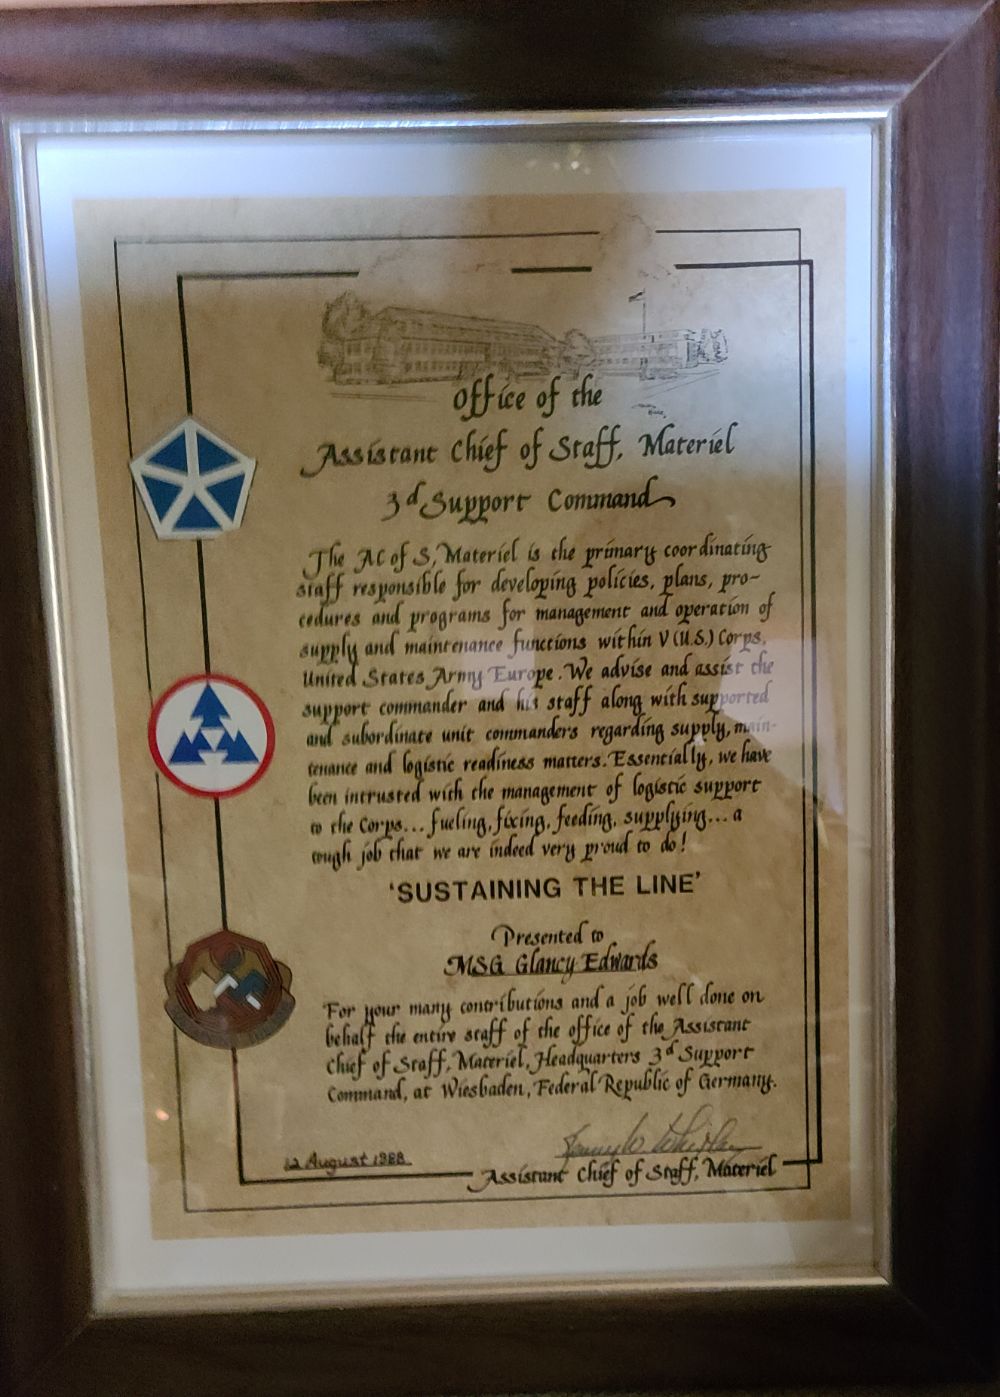 Office of the
Assistant Chief of Staff, Materiel
3d Support Command
The AC of S, Materiel is the primary coordinating
staff responsible for developing policies, plans, pro-
cedures and programs for management and operation of
supply and maintenance functions within V (U.S.) Corps,
United States Army Europe. We advise and assist the
support commander and his staff along with supported
and subordinate unit commanders regarding supply, main-
tenance and logistic readiness matters. Essentially, we have
been intrusted with the management of logistic support
to the Corps... fueling, fixing, feeding, supplying... a
tough job that we are indeed very proud to do!
'SUSTAINING THE LINE'
Presented to
MSG Glancy Edwards
For your many contributions and a job well done on
behalf the entire staff of the office of the Assistant
Chief of Staff, Materiel, Headquarters 3d Support
Command, at Wiesbaden, Federal Republic of Germany.
12 August 1988
Assistant Chief of Staff, Materiel